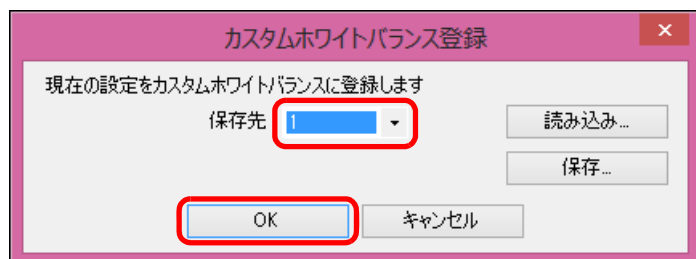 カスタムホワイトバランス登録
現在の設定をカスタムホワイトバランスに登録します
保存先 1 読み込み...
保存...
OK キャンセル